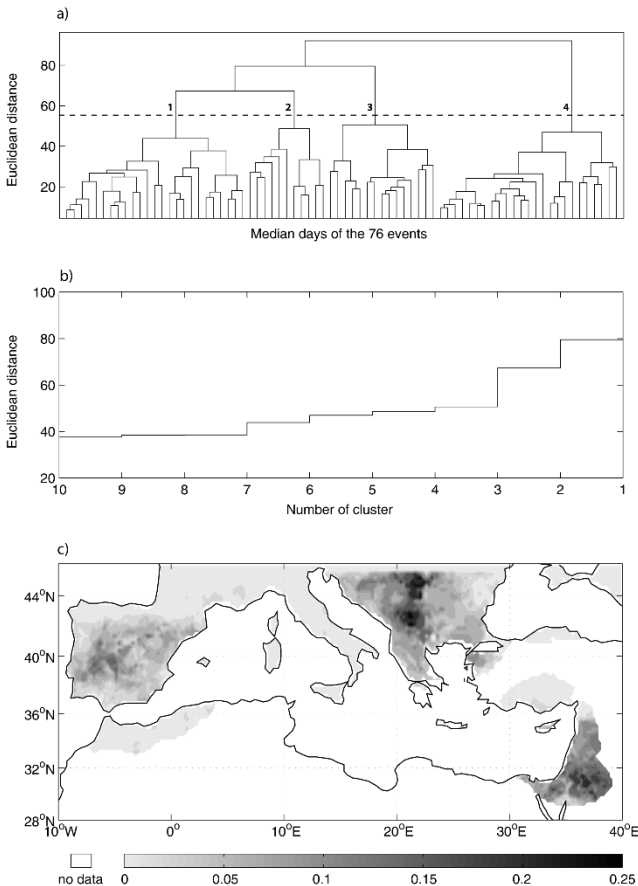 a)
80
60
40
20
Euclidean distance
1 2 3 4
Median days of the 76 events
b)
100
80
60
40
20
Euclidean distance
10 9 8 7 6 5 4 3 2 1
Number of cluster
c)
44°N
40°N
36°N
32°N
28°N
10°W 0° 10°E 20°E 30°E 40°E
no data
0 0.05 0.1 0.15 0.2 0.25